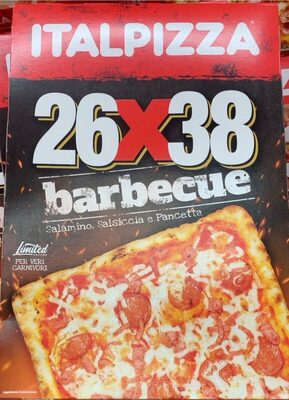 ITALPIZZA
26x38
barbecue
Salamino, Salsiccia e Pancetta
Limited
PER VERI
CARNIVORI